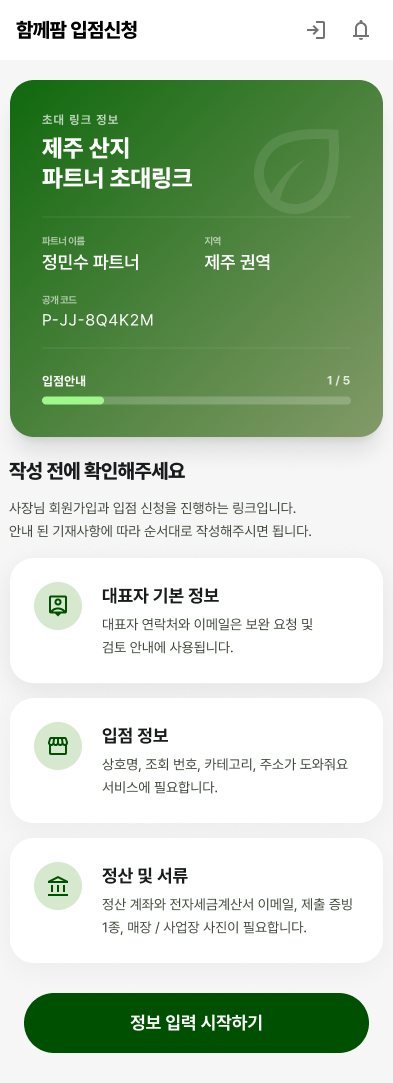 함께팜 입점신청
초대 링크 정보
제주 산지
파트너 초대링크
파트너 이름
지역
정민수 파트너
제주 권역
공개 코드
P-JJ-8Q4K2M
입점안내
1 / 5
작성 전에 확인해주세요
사장님 회원가입과 입점 신청을 진행하는 링크입니다.
안내 된 기재사항에 따라 순서대로 작성해주시면 됩니다.
대표자 기본 정보
대표자 연락처와 이메일은 보완 요청 및
검토 안내에 사용됩니다.
입점 정보
상호명, 조회 번호, 카테고리, 주소가 도와줘요
서비스에 필요합니다.
정산 및 서류
정산 계좌와 전자세금계산서 이메일, 제출 증빙
1종, 매장 / 사업장 사진이 필요합니다.
정보 입력 시작하기